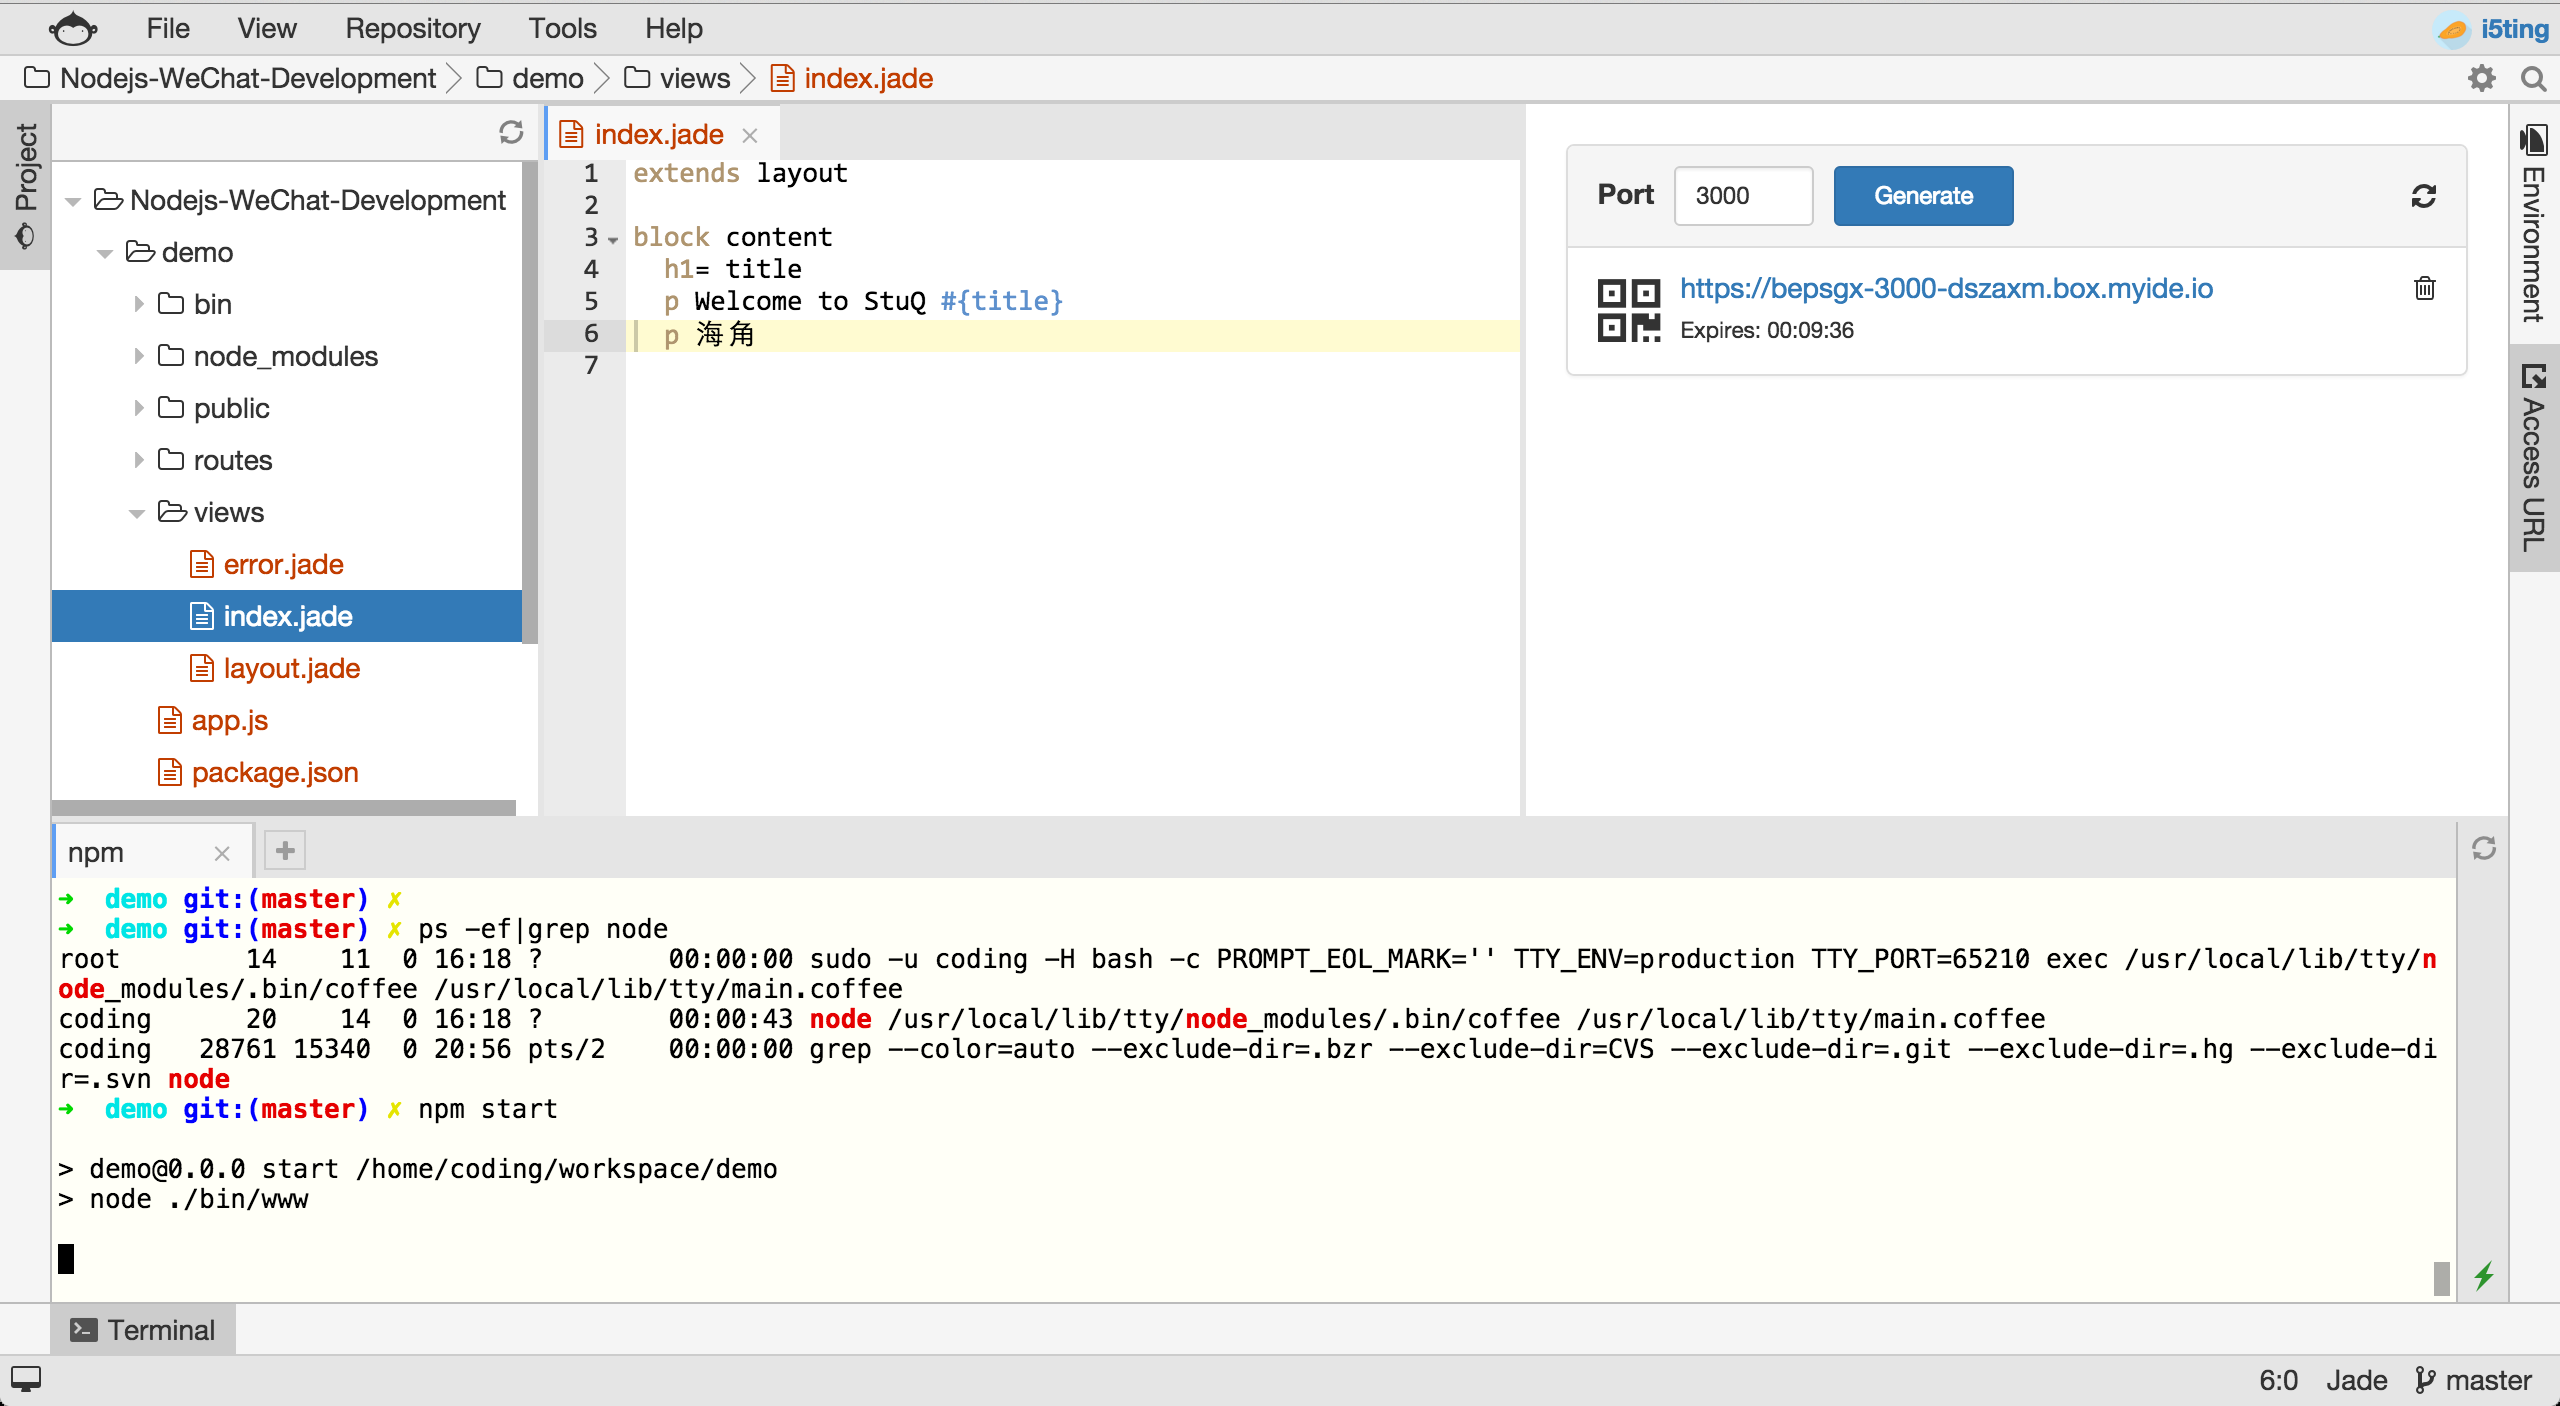 File View Repository Tools Help i5ting
Nodejs-WeChat-Development demo views index.jade
Project
Nodejs-WeChat-Development
demo
bin
node_modules
public
routes
views
error.jade
index.jade
layout.jade
app.js
package.json
index.jade
1 extends layout
2
3 block content
4 h1= title
5 p Welcome to StuQ #{title}
6 p 海角
7
Port 3000 Generate
https://bepsgx-3000-dszaxm.box.myide.io
Expires: 00:09:36
Environment
Access URL
npm
➜ demo git:(master) ✗
➜ demo git:(master) ✗ ps -ef|grep node
root 14 11 0 16:18 ? 00:00:00 sudo -u coding -H bash -c PROMPT_EOL_MARK='' TTY_ENV=production TTY_PORT=65210 exec /usr/local/lib/tty/n
ode_modules/.bin/coffee /usr/local/lib/tty/main.coffee
coding 20 14 0 16:18 ? 00:00:43 node /usr/local/lib/tty/node_modules/.bin/coffee /usr/local/lib/tty/main.coffee
coding 28761 15340 0 20:56 pts/2 00:00:00 grep --color=auto --exclude-dir=.bzr --exclude-dir=CVS --exclude-dir=.git --exclude-dir=.hg --exclude-di
r=.svn node
➜ demo git:(master) ✗ npm start
> demo@0.0.0 start /home/coding/workspace/demo
> node ./bin/www
Terminal
6:0 Jade master